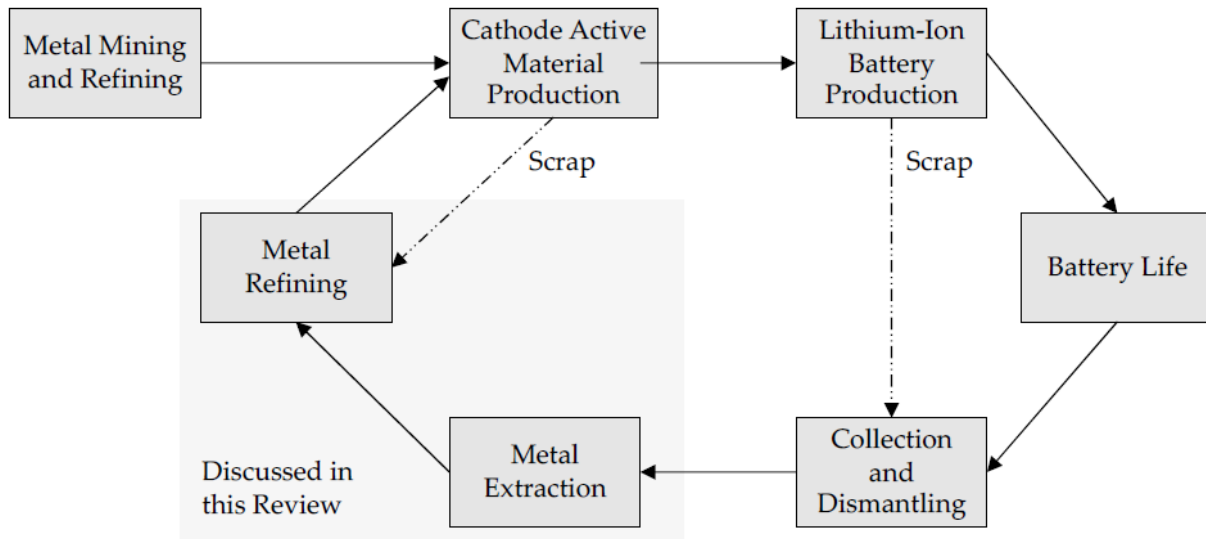 Metal Mining
and Refining
Cathode Active
Material
Production
Lithium-Ion
Battery
Production
Scrap
Scrap
Metal
Refining
Battery Life
Discussed in
this Review
Metal
Extraction
Collection
and
Dismantling